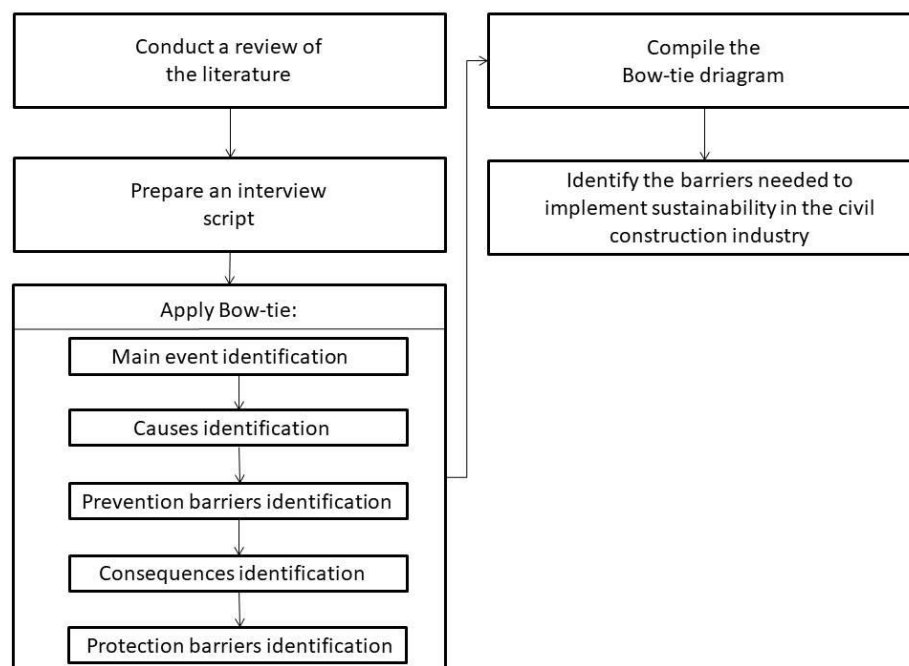 Conduct a review of
the literature
Prepare an interview
script
Apply Bow-tie:
Main event identification
Causes identification
Prevention barriers identification
Consequences identification
Protection barriers identification
Compile the
Bow-tie driagram
Identify the barriers needed to
implement sustainability in the civil
construction industry